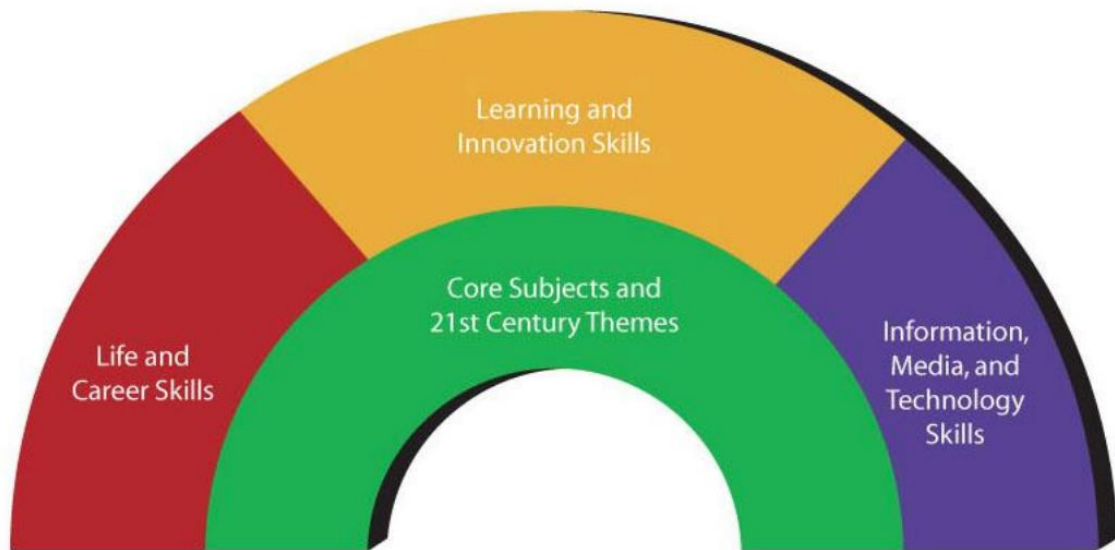 Learning and
Innovation Skills
Core Subjects and
21st Century Themes
Life and
Career Skills
Information,
Media, and
Technology
Skills